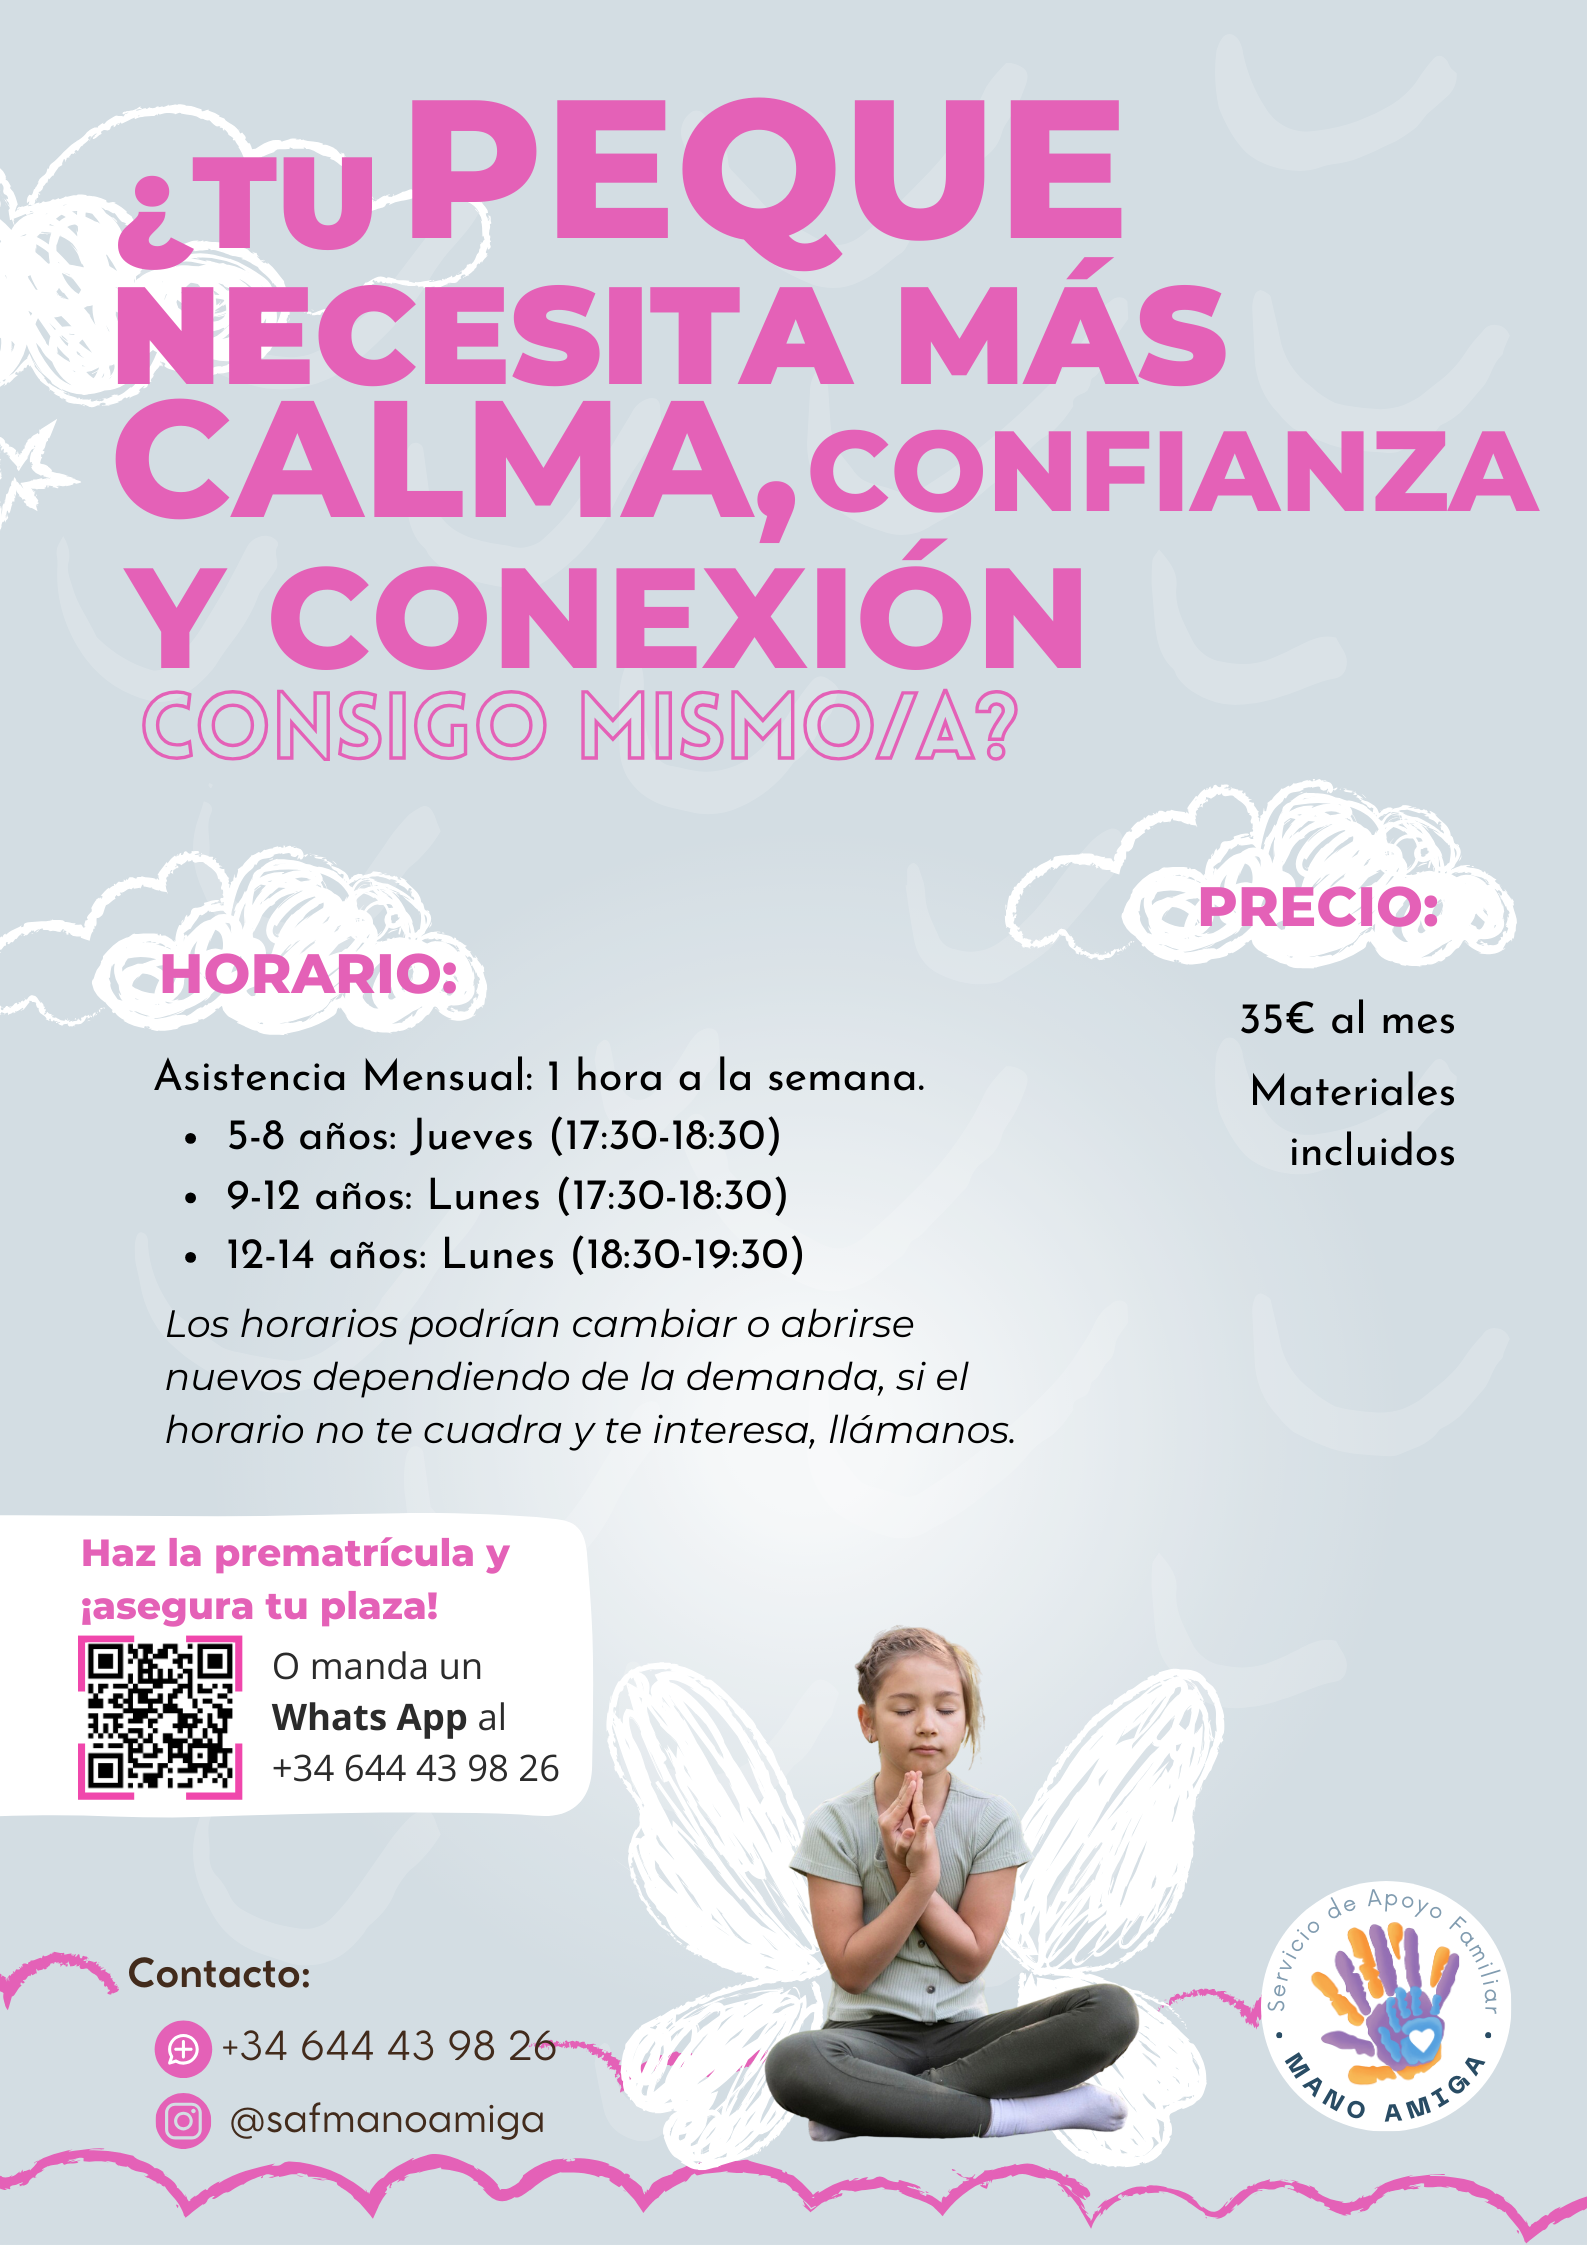 ¿TU PEQUE
NECESITA MÁS
CALMA, CONFIANZA
Y CONEXIÓN
CONSIGO MISMO/A?
HORARIO:
Asistencia Mensual: 1 hora a la semana.
• 5-8 años: Jueves (17:30-18:30)
• 9-12 años: Lunes (17:30-18:30)
• 12-14 años: Lunes (18:30-19:30)
Los horarios podrían cambiar o abrirse
nuevos dependiendo de la demanda, si el
horario no te cuadra y te interesa, llámanos.
PRECIO:
35€ al mes
Materiales
incluidos
Haz la prematrícula y
¡asegura tu plaza!
O manda un
Whats App al
+34 644 43 98 26
Contacto:
+34 644 43 98 26
@safmanoamiga
Servicio de Apoyo Familiar
• MANO AMIGA •